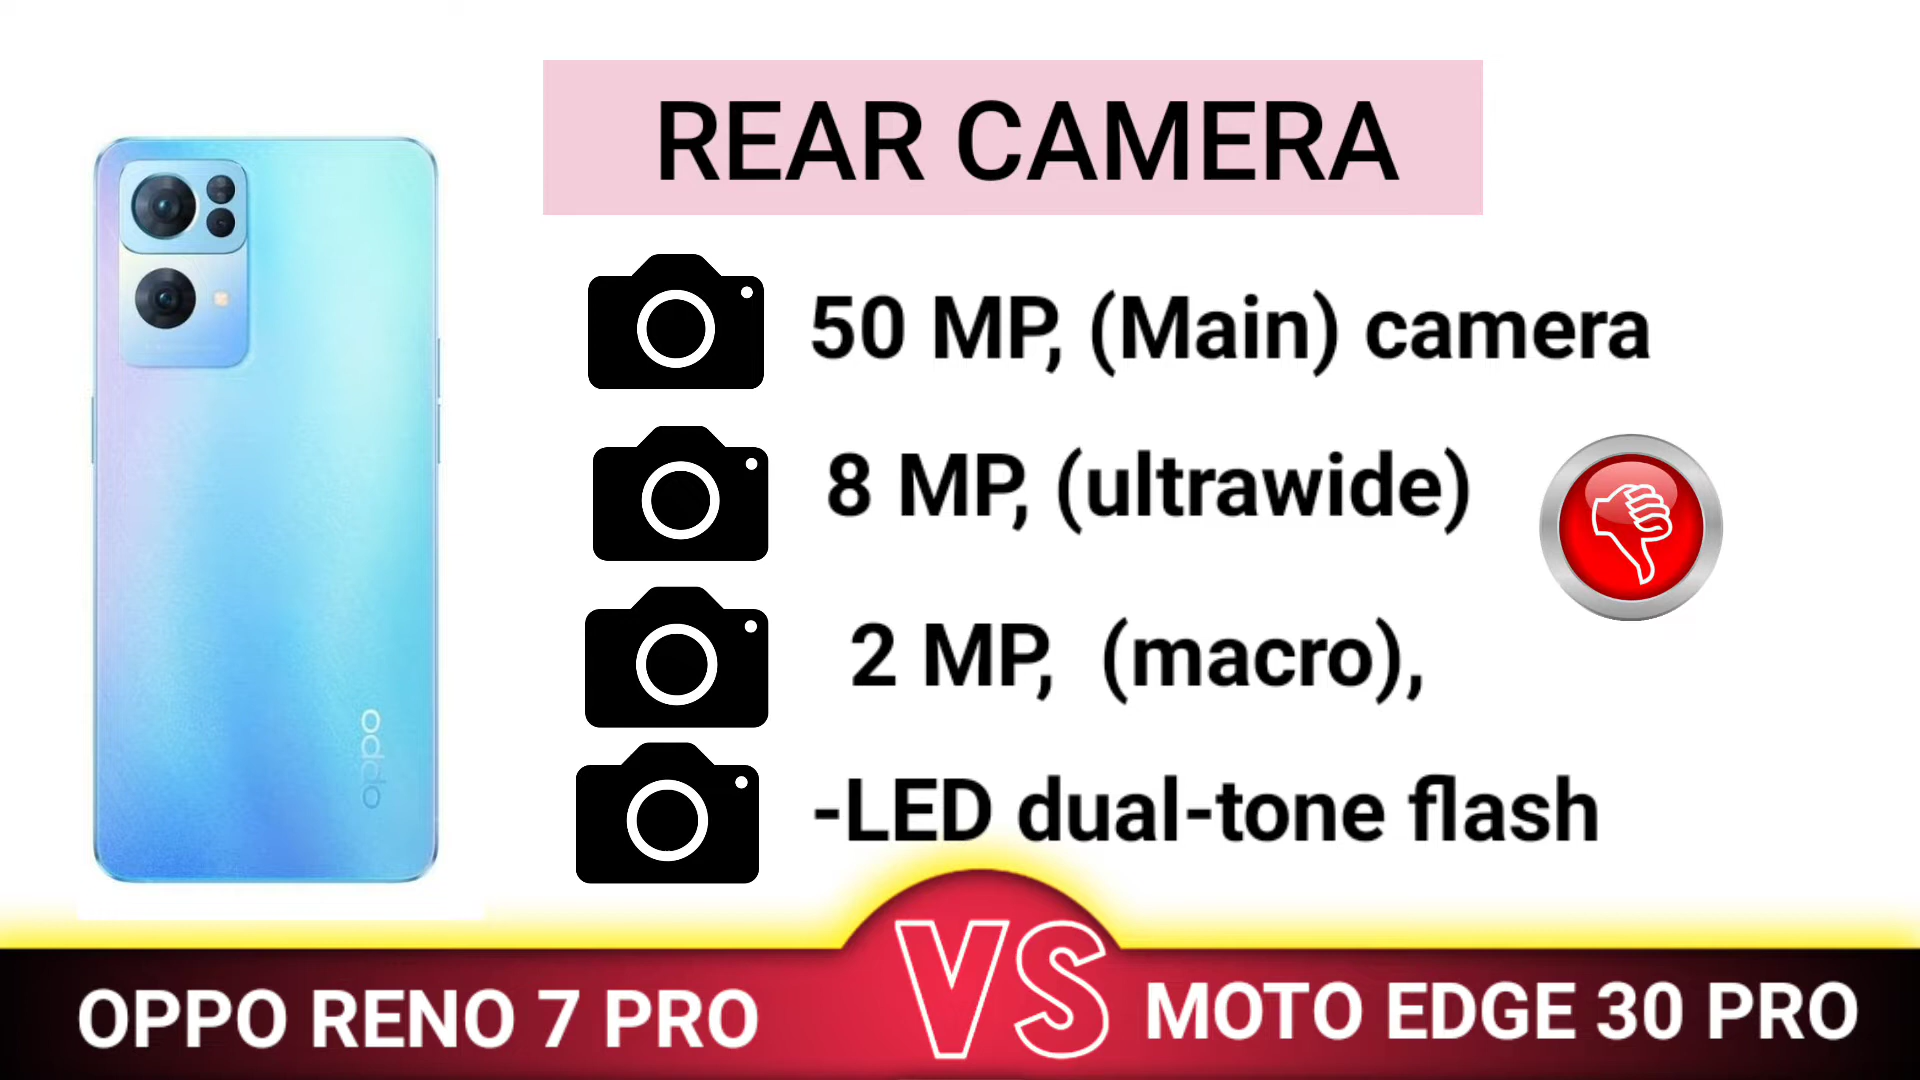 REAR CAMERA
50 MP, (Main) camera
8 MP, (ultrawide)
2 MP, (macro),
-LED dual-tone flash
oppo
OPPO RENO 7 PRO VS MOTO EDGE 30 PRO